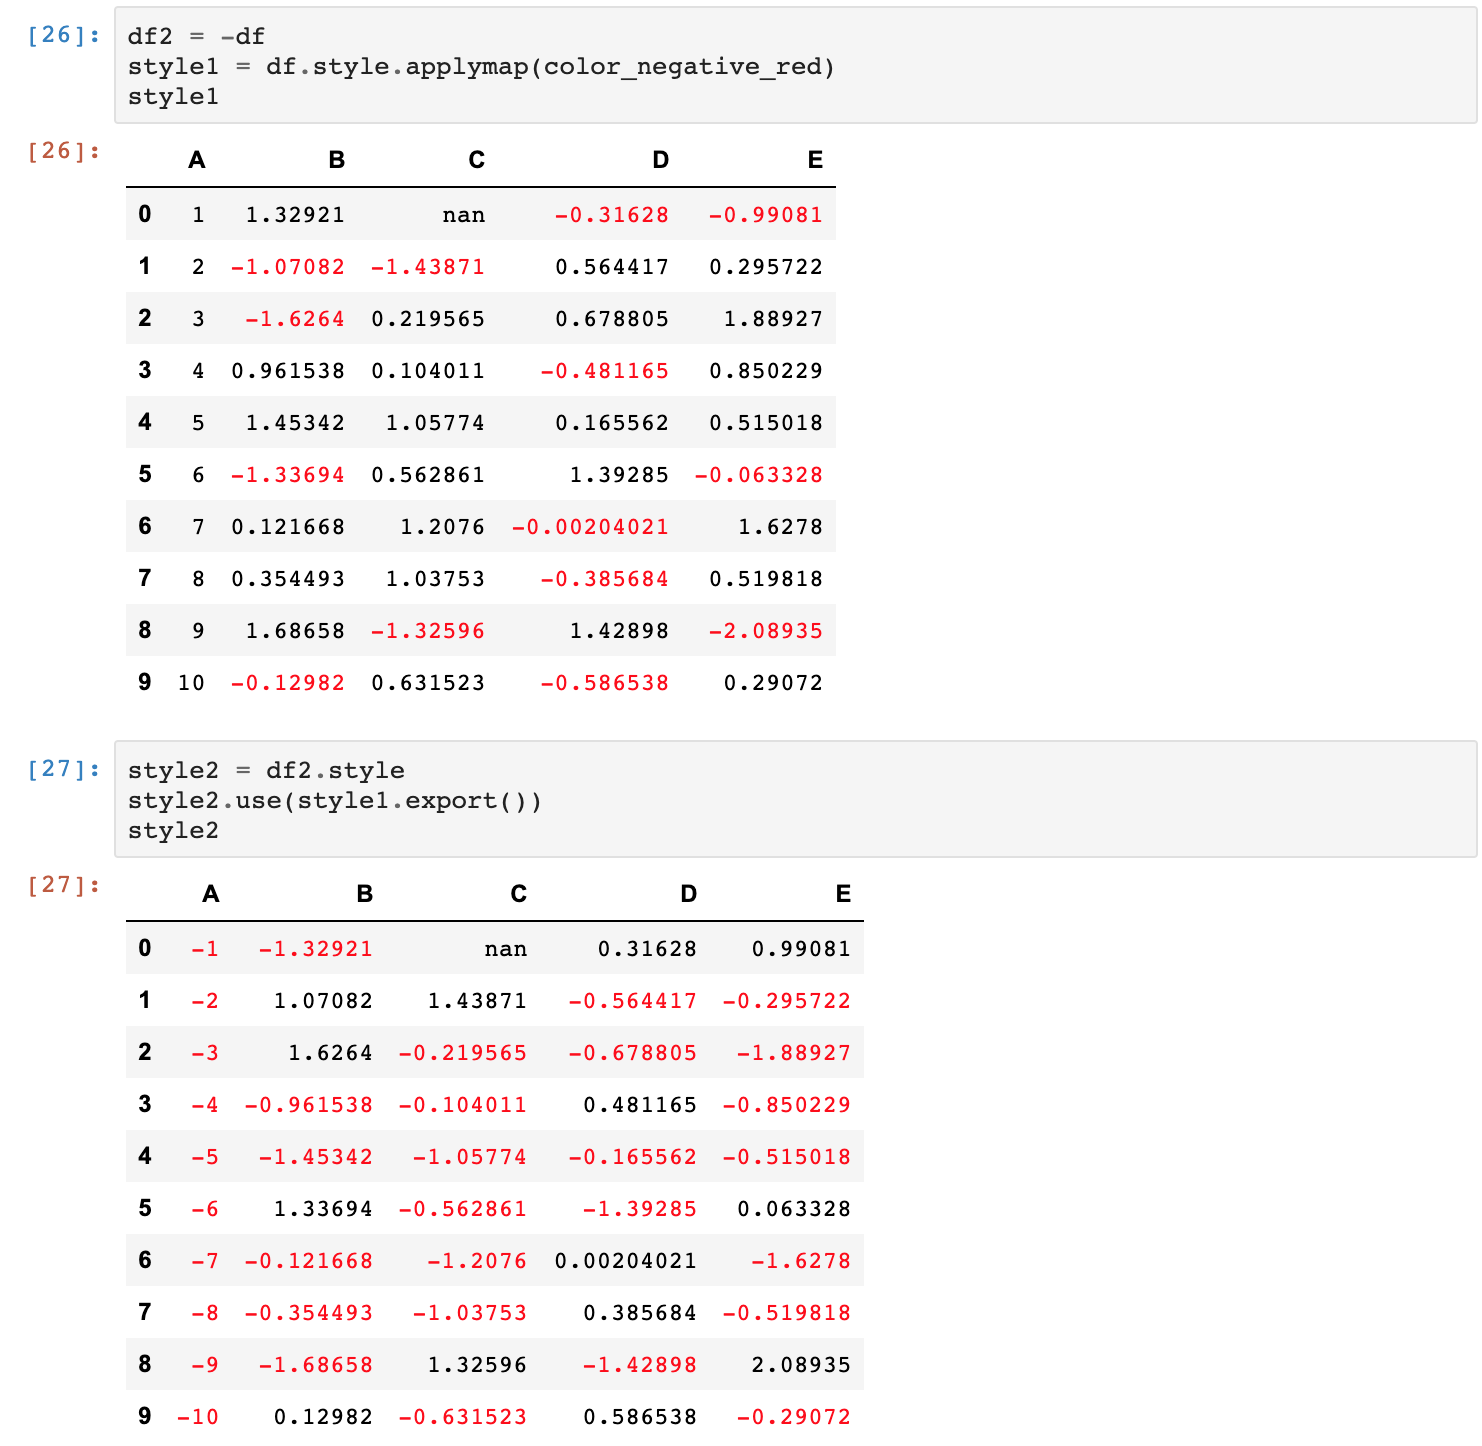 [26]: df2 = -df
style1 = df.style.applymap(color_negative_red)
style1
[26]:
A B C D E
0 1 1.32921 nan -0.31628 -0.99081
1 2 -1.07082 -1.43871 0.564417 0.295722
2 3 -1.6264 0.219565 0.678805 1.88927
3 4 0.961538 0.104011 -0.481165 0.850229
4 5 1.45342 1.05774 0.165562 0.515018
5 6 -1.33694 0.562861 1.39285 -0.063328
6 7 0.121668 1.2076 -0.00204021 1.6278
7 8 0.354493 1.03753 -0.385684 0.519818
8 9 1.68658 -1.32596 1.42898 -2.08935
9 10 -0.12982 0.631523 -0.586538 0.29072
[27]: style2 = df2.style
style2.use(style1.export())
style2
[27]:
A B C D E
0 -1 -1.32921 nan 0.31628 0.99081
1 -2 1.07082 1.43871 -0.564417 -0.295722
2 -3 1.6264 -0.219565 -0.678805 -1.88927
3 -4 -0.961538 -0.104011 0.481165 -0.850229
4 -5 -1.45342 -1.05774 -0.165562 -0.515018
5 -6 1.33694 -0.562861 -1.39285 0.063328
6 -7 -0.121668 -1.2076 0.00204021 -1.6278
7 -8 -0.354493 -1.03753 0.385684 -0.519818
8 -9 -1.68658 1.32596 -1.42898 2.08935
9 -10 0.12982 -0.631523 0.586538 -0.29072